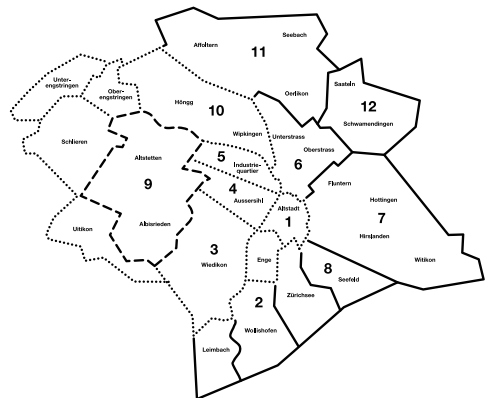 Seebach
Affoltern
11
Unter-
engstringen
Ober-
engstringen
Saateln
12
Schwamendingen
Oerlikon
Höngg
10
Wipkingen
Unterstrass
Oberstrass
6
Schlieren
Altstetten
9
Albisrieden
5
Industrie-
quartier
4
Aussersihl
Altstadt
1
Fluntern
Hottingen
7
Hirslanden
Witikon
Uitikon
3
Wiedikon
Enge
8
Seefeld
Zürichsee
2
Wollishofen
Leimbach